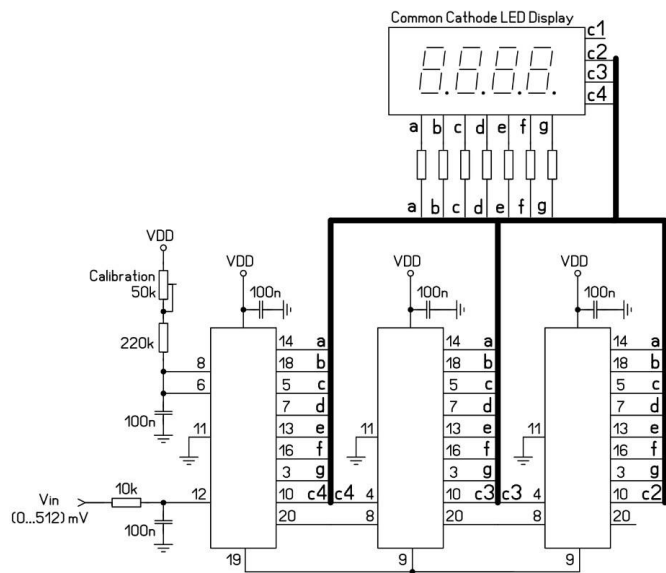 Common Cathode LED Display
c1
c2
c3
c4
a b c d e f g
a b c d e f g
VDD
Calibration
50k
220k
100n
VDD
100n
VDD
100n
VDD
100n
8
6
11
12
Vin
(0...512) mV
10k
100n
14 a
18 b
5 c
7 d
13 e
16 f
3 g
10 c4
20
19
11
c4 4
8
14 a
18 b
5 c
7 d
13 e
16 f
3 g
10 c3
20
9
11
c3 4
8
14 a
18 b
5 c
7 d
13 e
16 f
3 g
10 c2
20
9